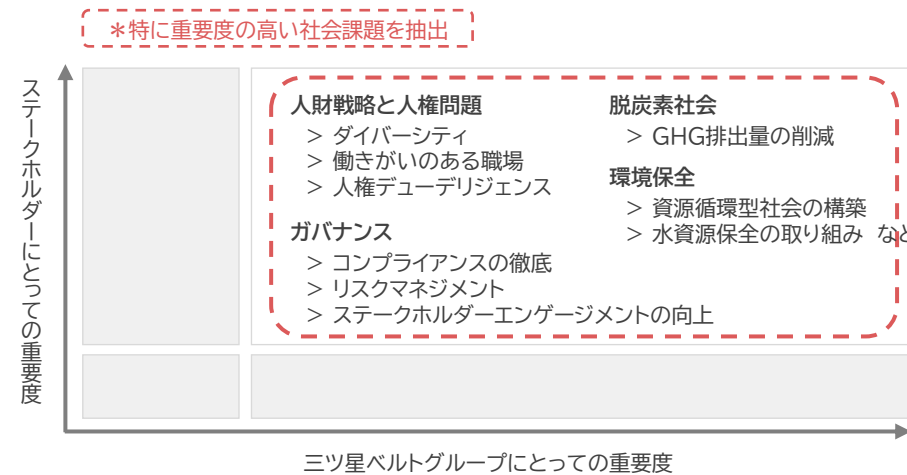 ＊特に重要度の高い社会課題を抽出
ステークホルダーにとっての重要度
人財戦略と人権問題
> ダイバーシティ
> 働きがいのある職場
> 人権デューデリジェンス
ガバナンス
> コンプライアンスの徹底
> リスクマネジメント
> ステークホルダーエンゲージメントの向上
脱炭素社会
> GHG排出量の削減
環境保全
> 資源循環型社会の構築
> 水資源保全の取り組み など
三ツ星ベルトグループにとっての重要度